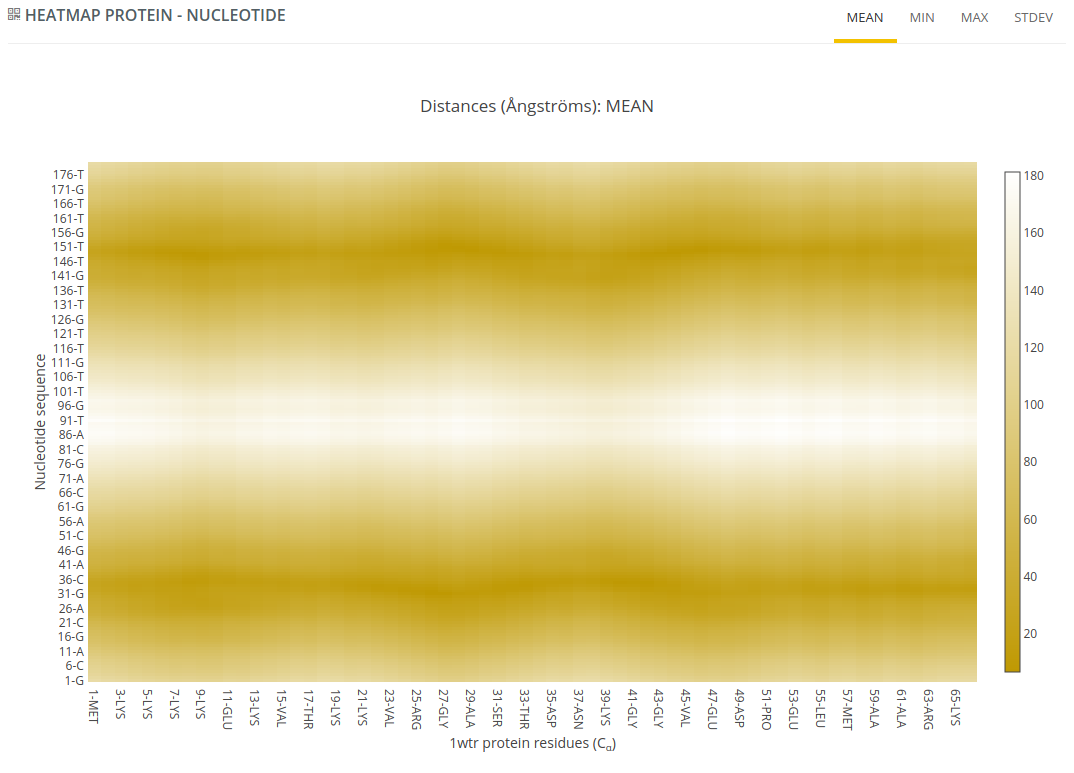 HEATMAP PROTEIN - NUCLEOTIDE
MEAN MIN MAX STDEV
Distances (Ångströms): MEAN
Nucleotide sequence
176-T
171-G
166-T
161-T
156-G
151-T
146-T
141-G
136-T
131-T
126-G
121-T
116-T
111-G
106-T
101-T
96-G
91-T
86-A
81-C
76-G
71-A
66-C
61-G
56-A
51-C
46-G
41-A
36-C
31-G
26-A
21-C
16-G
11-A
6-C
1-G
180
160
140
120
100
80
60
40
20
1-MET
3-LYS
5-LYS
7-LYS
9-LYS
11-GLU
13-LYS
15-VAL
17-THR
19-LYS
21-LYS
23-VAL
25-ARG
27-GLY
29-ALA
31-SER
33-THR
35-ASP
37-ASN
39-LYS
41-GLY
43-GLY
45-VAL
47-GLU
49-ASP
51-PRO
53-GLU
55-LEU
57-MET
59-ALA
61-ALA
63-ARG
65-LYS
1wtr protein residues (Cα)